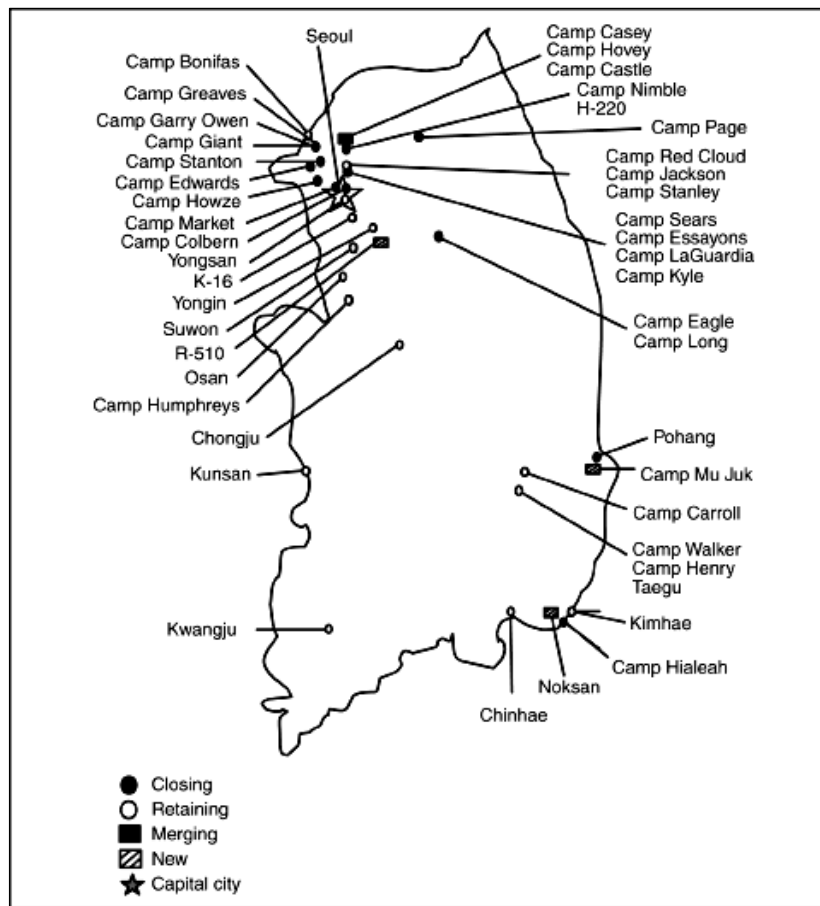 Seoul
Camp Bonifas
Camp Greaves
Camp Garry Owen
Camp Giant
Camp Stanton
Camp Edwards
Camp Howze
Camp Market
Camp Colbern
Yongsan
K-16
Yongin
Suwon
R-510
Osan
Camp Humphreys
Chongju
Kunsan
Kwangju
Camp Casey
Camp Hovey
Camp Castle
Camp Nimble
H-220
Camp Page
Camp Red Cloud
Camp Jackson
Camp Stanley
Camp Sears
Camp Essayons
Camp LaGuardia
Camp Kyle
Camp Eagle
Camp Long
Pohang
Camp Mu Juk
Camp Carroll
Camp Walker
Camp Henry
Taegu
Kimhae
Camp Hialeah
Noksan
Chinhae
Closing
Retaining
Merging
New
Capital city